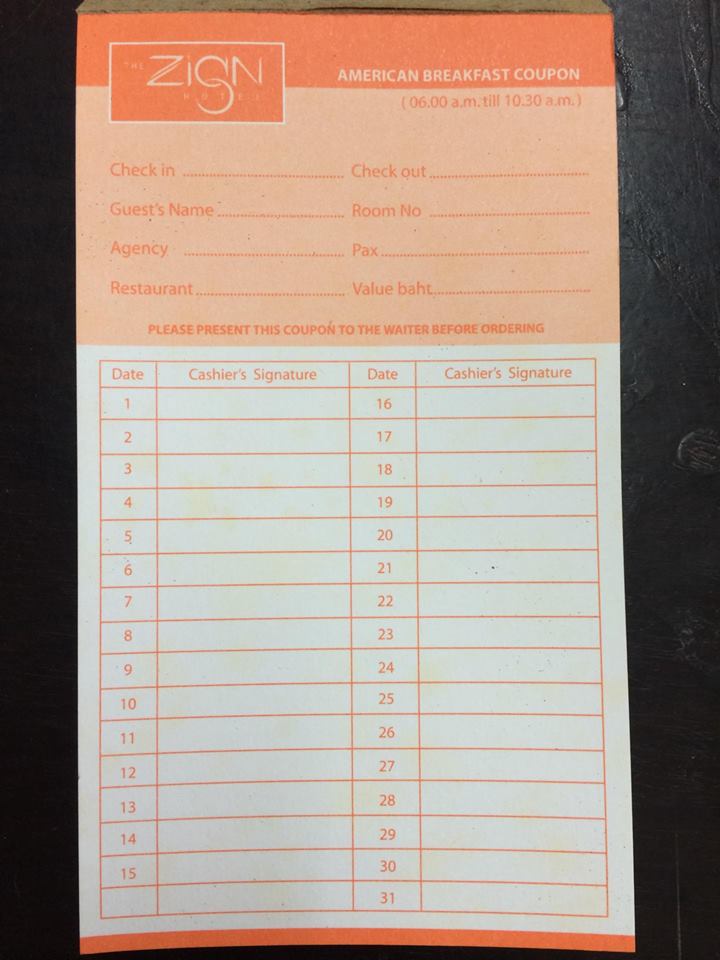 THE ZIGN HOTEL
AMERICAN BREAKFAST COUPON
( 06.00 a.m. till 10.30 a.m. )
Check in ........ Check out ........
Guest's Name ........ Room No ........
Agency ........ Pax ........
Restaurant ........ Value baht ........
PLEASE PRESENT THIS COUPON TO THE WAITER BEFORE ORDERING
Date Cashier's Signature Date Cashier's Signature
1 16
2 17
3 18
4 19
5 20
6 21
7 22
8 23
9 24
10 25
11 26
12 27
13 28
14 29
15 30
31